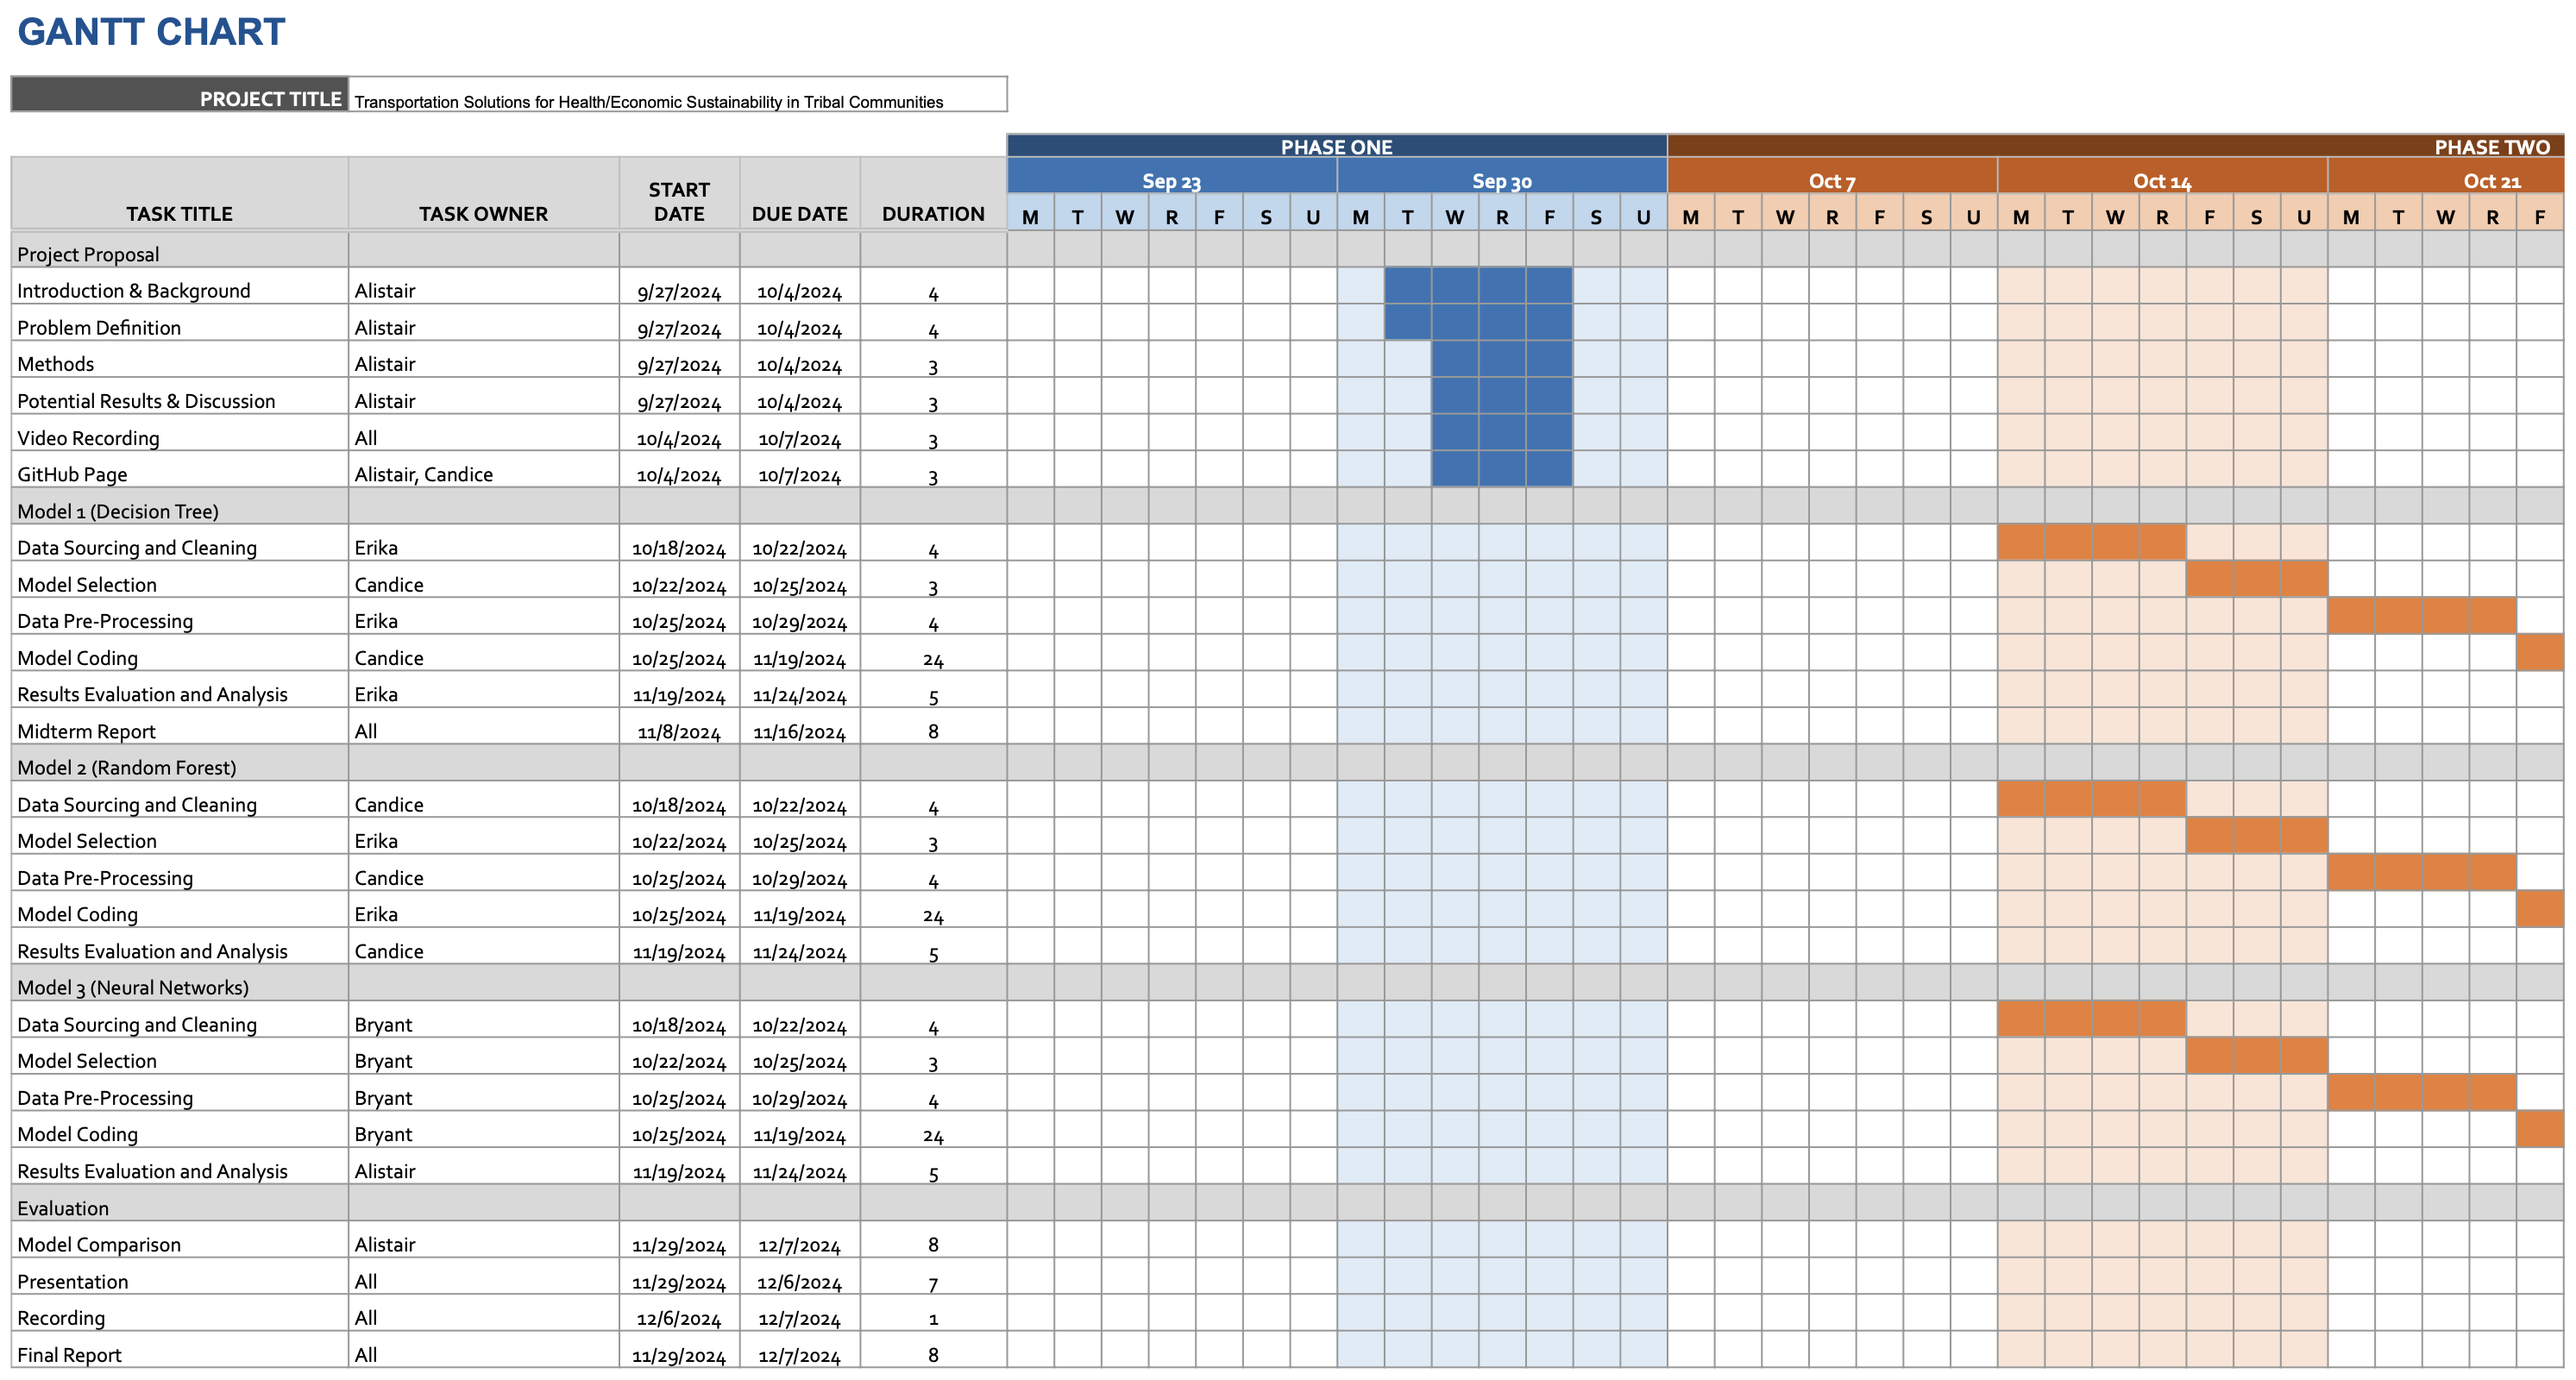 GANTT CHART
PROJECT TITLE Transportation Solutions for Health/Economic Sustainability in Tribal Communities
PHASE ONE PHASE TWO
Sep 23 Sep 30 Oct 7 Oct 14 Oct 21
TASK TITLE TASK OWNER START DATE DUE DATE DURATION M T W R F S U M T W R F S U M T W R F S U M T W R F S U M T W R F
Project Proposal
Introduction & Background Alistair 9/27/2024 10/4/2024 4
Problem Definition Alistair 9/27/2024 10/4/2024 4
Methods Alistair 9/27/2024 10/4/2024 3
Potential Results & Discussion Alistair 9/27/2024 10/4/2024 3
Video Recording All 10/4/2024 10/7/2024 3
GitHub Page Alistair, Candice 10/4/2024 10/7/2024 3
Model 1 (Decision Tree)
Data Sourcing and Cleaning Erika 10/18/2024 10/22/2024 4
Model Selection Candice 10/22/2024 10/25/2024 3
Data Pre-Processing Erika 10/25/2024 10/29/2024 4
Model Coding Candice 10/25/2024 11/19/2024 24
Results Evaluation and Analysis Erika 11/19/2024 11/24/2024 5
Midterm Report All 11/8/2024 11/16/2024 8
Model 2 (Random Forest)
Data Sourcing and Cleaning Candice 10/18/2024 10/22/2024 4
Model Selection Erika 10/22/2024 10/25/2024 3
Data Pre-Processing Candice 10/25/2024 10/29/2024 4
Model Coding Erika 10/25/2024 11/19/2024 24
Results Evaluation and Analysis Candice 11/19/2024 11/24/2024 5
Model 3 (Neural Networks)
Data Sourcing and Cleaning Bryant 10/18/2024 10/22/2024 4
Model Selection Bryant 10/22/2024 10/25/2024 3
Data Pre-Processing Bryant 10/25/2024 10/29/2024 4
Model Coding Bryant 10/25/2024 11/19/2024 24
Results Evaluation and Analysis Alistair 11/19/2024 11/24/2024 5
Evaluation
Model Comparison Alistair 11/29/2024 12/7/2024 8
Presentation All 11/29/2024 12/6/2024 7
Recording All 12/6/2024 12/7/2024 1
Final Report All 11/29/2024 12/7/2024 8